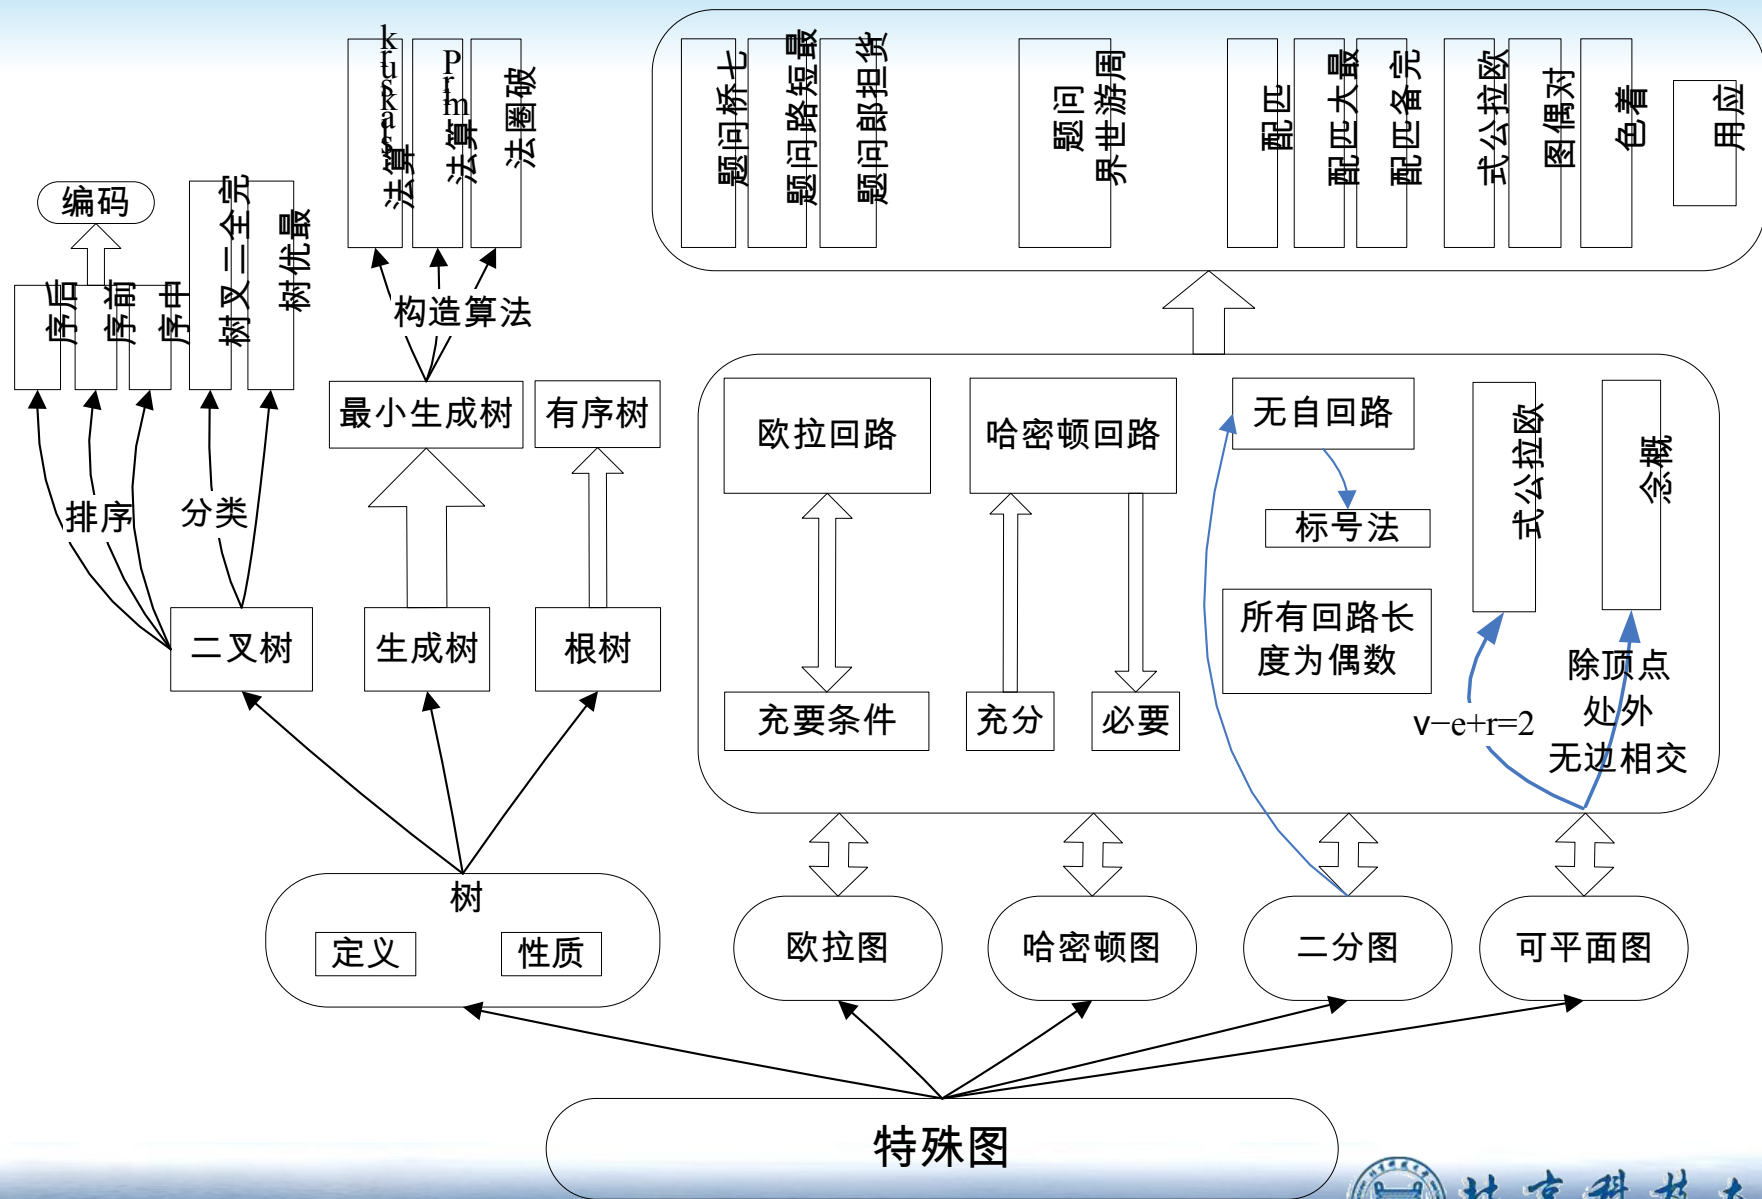 kruskals算法
Prim算法
破圈法
七桥问题
最短路问题
货担郎问题
周游世界
问题
匹配
最大匹配
完备匹配
欧拉公式
对偶图
着色
应用
编码
后序
前序
中序
完全二叉树
最优树
构造算法
最小生成树
有序树
排序
分类
二叉树
生成树
根树
欧拉回路
哈密顿回路
无自回路
标号法
所有回路长
度为偶数
欧拉公式
概念
充要条件
充分
必要
v−e+r=2
除顶点
处外
无边相交
树
定义
性质
欧拉图
哈密顿图
二分图
可平面图
特殊图
北京科技大